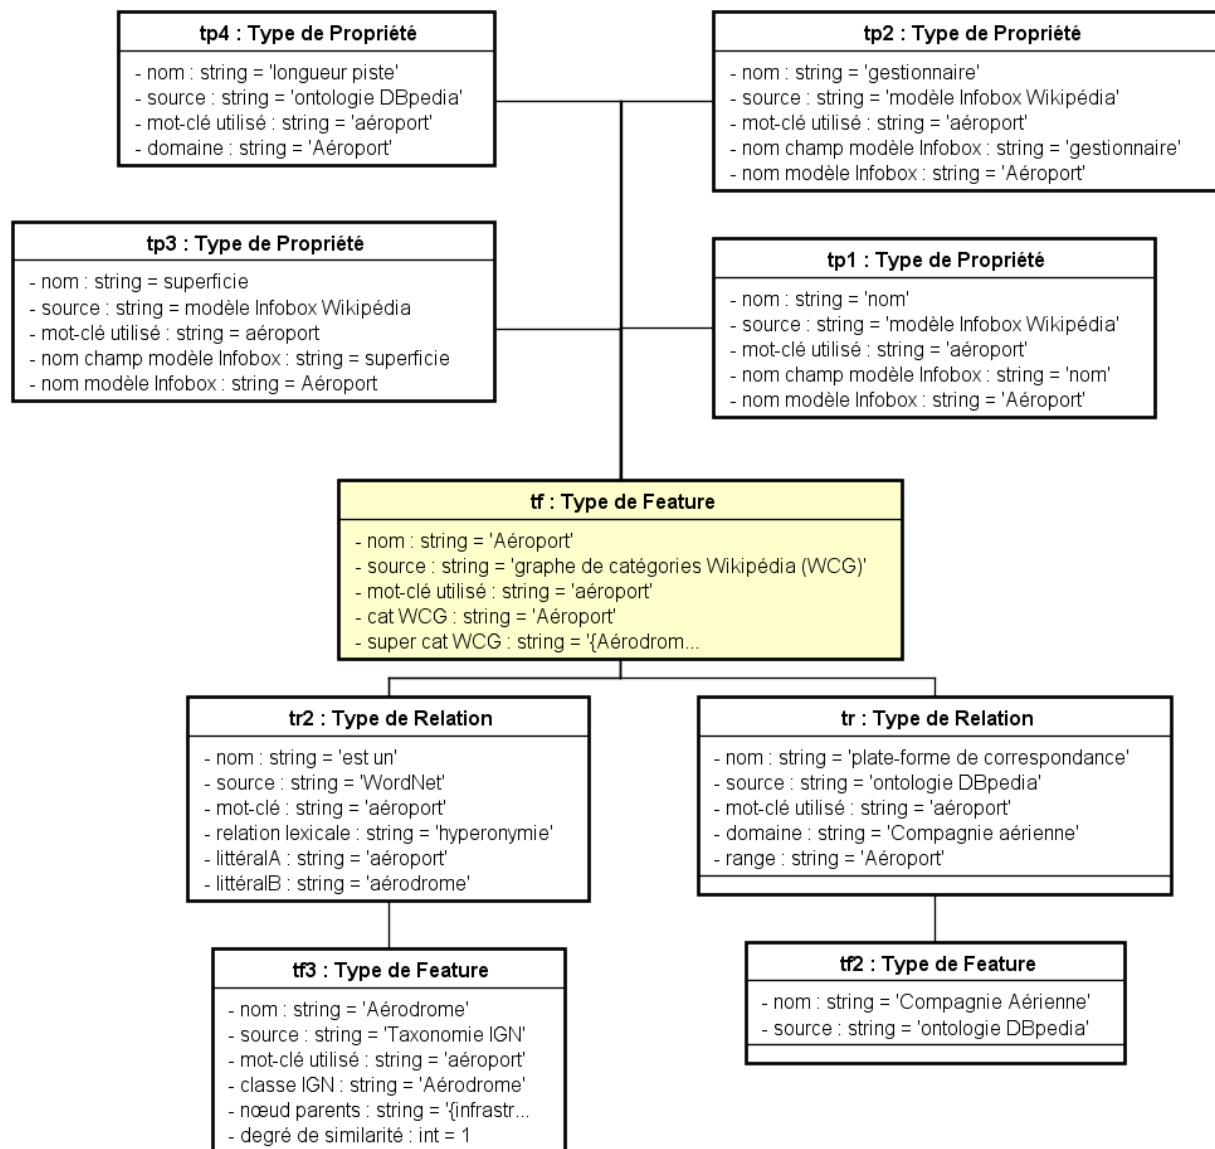 tp4 : Type de Propriété
- nom : string = 'longueur piste'
- source : string = 'ontologie DBpedia'
- mot-clé utilisé : string = 'aéroport'
- domaine : string = 'Aéroport'
tp2 : Type de Propriété
- nom : string = 'gestionnaire'
- source : string = 'modèle Infobox Wikipédia'
- mot-clé utilisé : string = 'aéroport'
- nom champ modèle Infobox : string = 'gestionnaire'
- nom modèle Infobox : string = 'Aéroport'
tp3 : Type de Propriété
- nom : string = superficie
- source : string = modèle Infobox Wikipédia
- mot-clé utilisé : string = aéroport
- nom champ modèle Infobox : string = superficie
- nom modèle Infobox : string = Aéroport
tp1 : Type de Propriété
- nom : string = 'nom'
- source : string = 'modèle Infobox Wikipédia'
- mot-clé utilisé : string = 'aéroport'
- nom champ modèle Infobox : string = 'nom'
- nom modèle Infobox : string = 'Aéroport'
tf : Type de Feature
- nom : string = 'Aéroport'
- source : string = 'graphe de catégories Wikipédia (WCG)'
- mot-clé utilisé : string = 'aéroport'
- cat WCG : string = 'Aéroport'
- super cat WCG : string = '{Aérodrom...
tr2 : Type de Relation
- nom : string = 'est un'
- source : string = 'WordNet'
- mot-clé : string = 'aéroport'
- relation lexicale : string = 'hyperonymie'
- littéralA : string = 'aéroport'
- littéralB : string = 'aérodrome'
tr : Type de Relation
- nom : string = 'plate-forme de correspondance'
- source : string = 'ontologie DBpedia'
- mot-clé utilisé : string = 'aéroport'
- domaine : string = 'Compagnie aérienne'
- range : string = 'Aéroport'
tf3 : Type de Feature
- nom : string = 'Aérodrome'
- source : string = 'Taxonomie IGN'
- mot-clé utilisé : string = 'aéroport'
- classe IGN : string = 'Aérodrome'
- nœud parents : string = '{infrastr...
- degré de similarité : int = 1
tf2 : Type de Feature
- nom : string = 'Compagnie Aérienne'
- source : string = 'ontologie DBpedia'